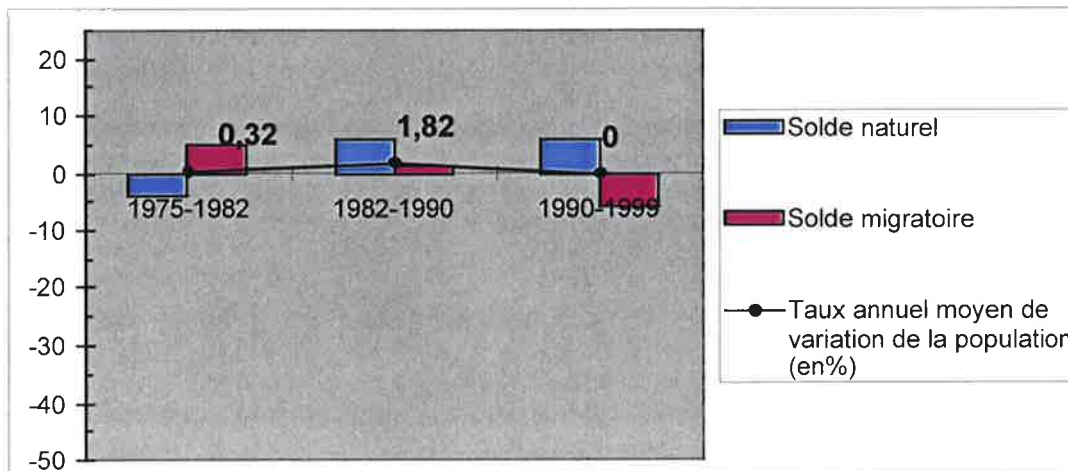 20
10
0
-10
-20
-30
-40
-50
0,32
1,82
0
1975-1982
1982-1990
1990-1999
Solde naturel
Solde migratoire
Taux annuel moyen de
variation de la population
(en%)